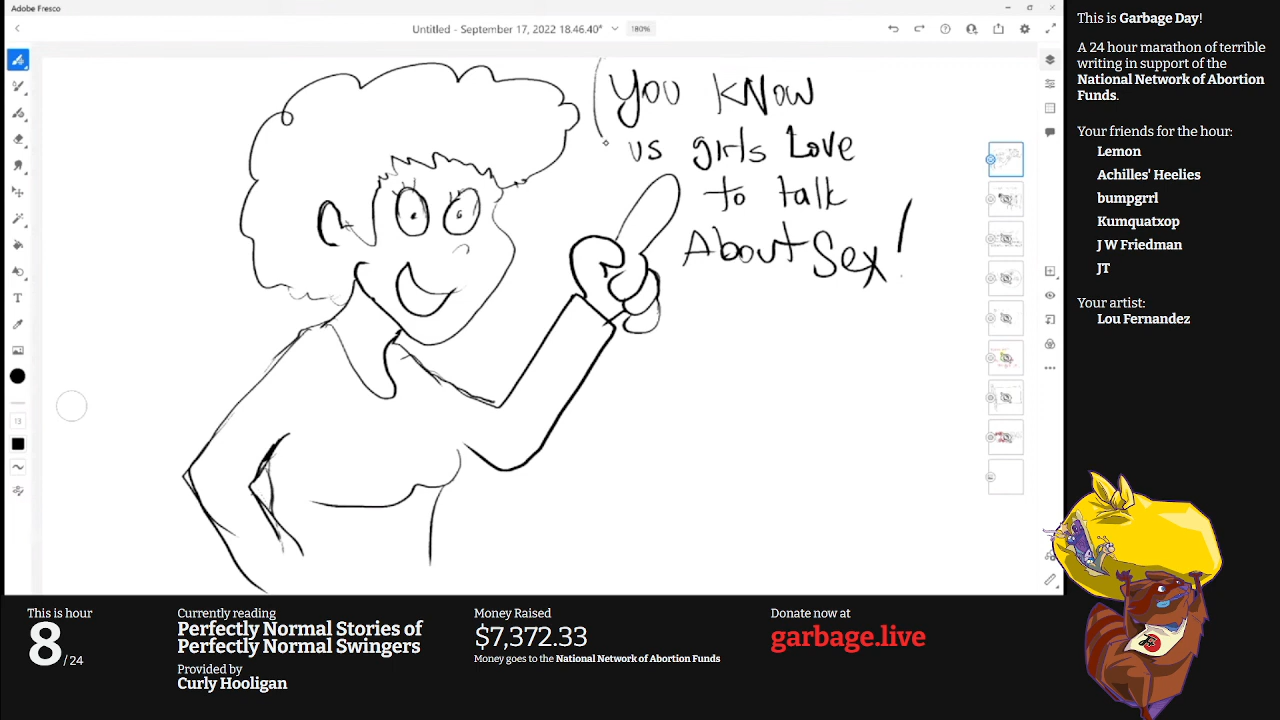 Adobe Fresco
Untitled - September 17, 2022 18.46.40*
180%
You KNow
us girls Love
to talk
About Sex!
13
This is Garbage Day!
A 24 hour marathon of terrible
writing in support of the
National Network of Abortion
Funds.
Your friends for the hour:
Lemon
Achilles' Heelies
bumpgrrl
Kumquatxop
J W Friedman
JT
Your artist:
Lou Fernandez
This is hour
8 /24
Currently reading
Perfectly Normal Stories of
Perfectly Normal Swingers
Provided by
Curly Hooligan
Money Raised
$7,372.33
Money goes to the National Network of Abortion Funds
Donate now at
garbage.live